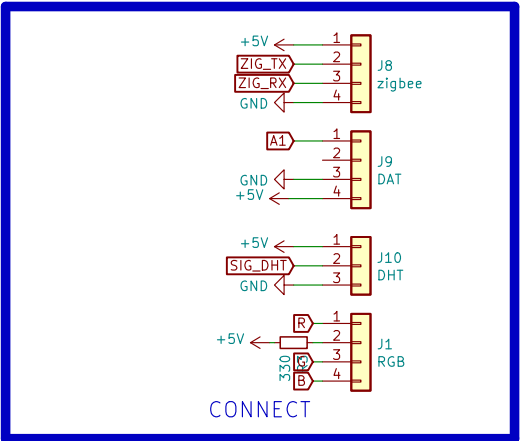 +5V 1 J8
ZIG_TX 2
ZIG_RX 3 zigbee
GND 4
A1 1
2 J9
GND 3 DAT
+5V 4
+5V 1
SIG_DHT 2 J10
GND 3 DHT
R 1
+5V 2 J1
330
G 3 RGB
B 4
CONNECT